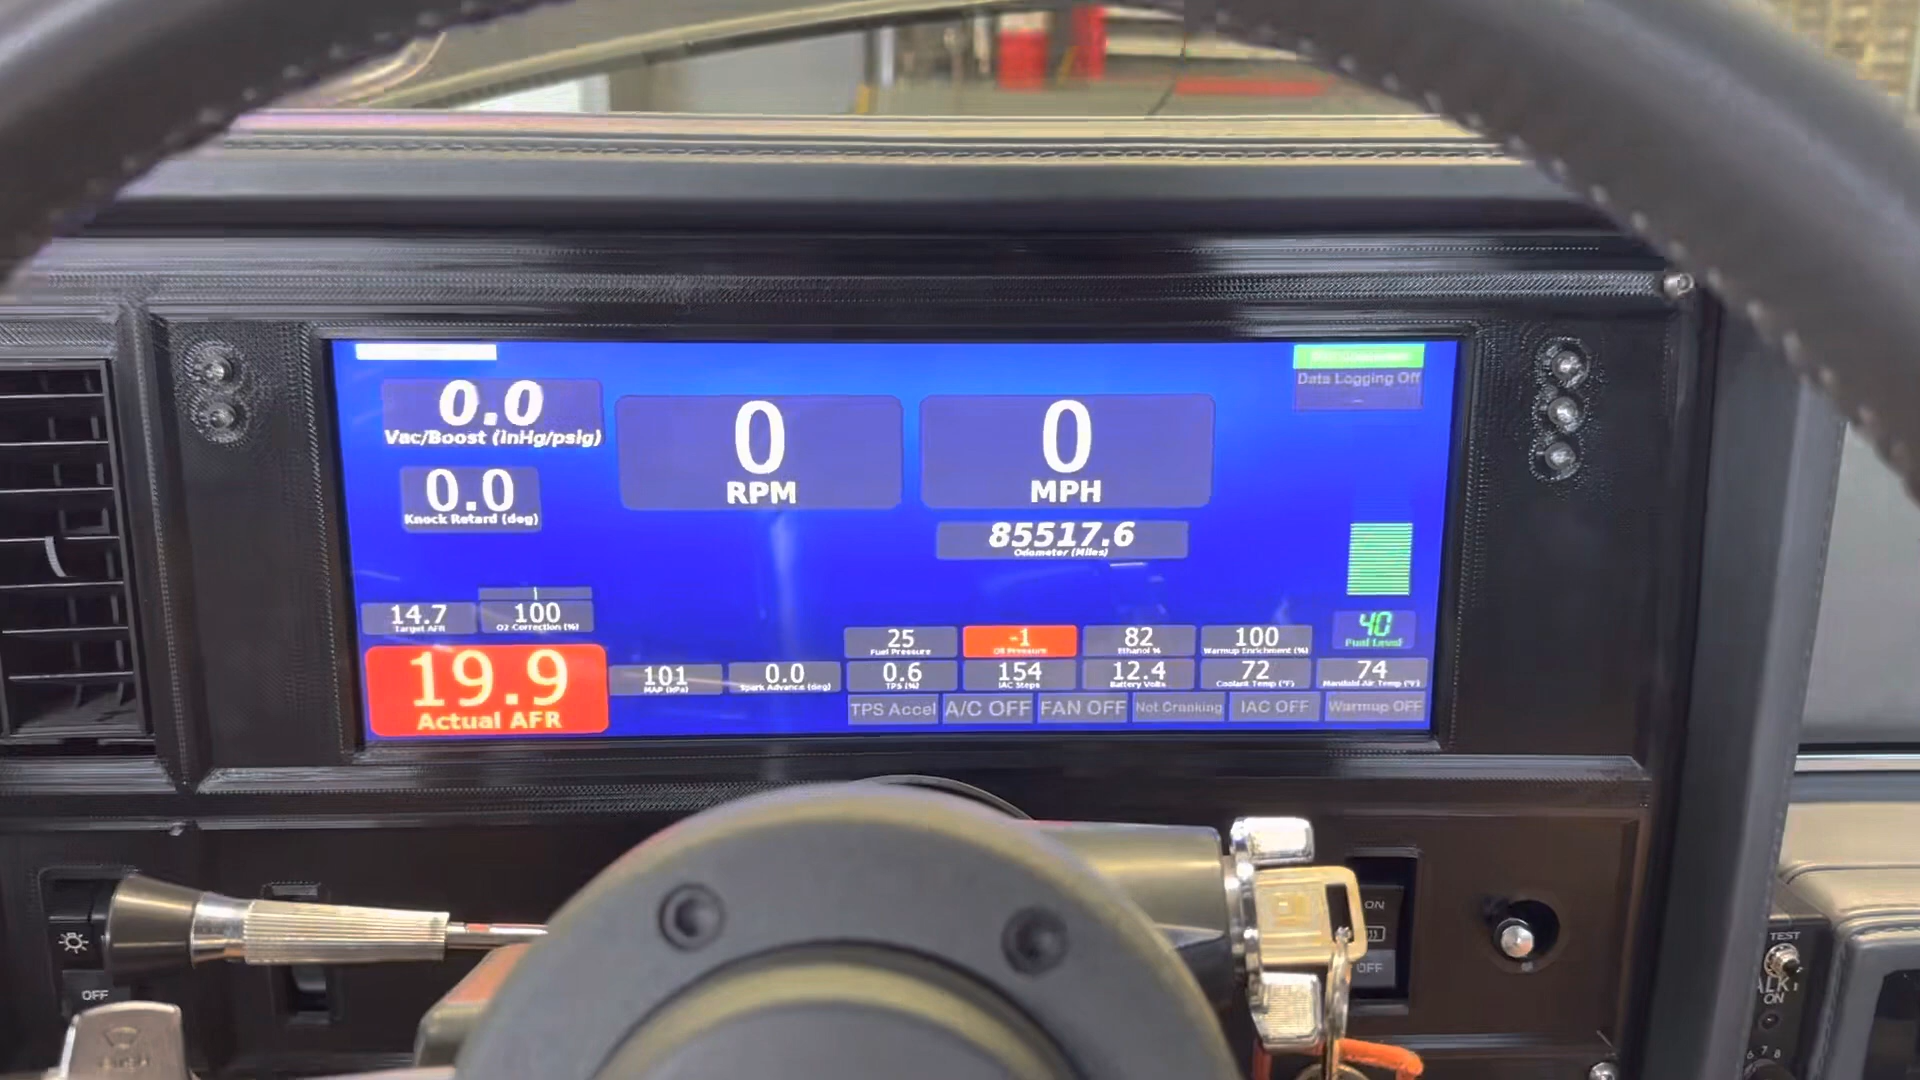 Data Logging Off
0.0
Vac/Boost (inHg/psig)
0
RPM
0
MPH
0.0
Knock Retard (deg)
85517.6
Odometer (Miles)
14.7
Target AFR
100
O2 Correction (%)
40
Fuel Level
25
Fuel Pressure
-1
Oil Pressure
82
Ethanol %
100
Warmup Enrichment (%)
19.9
Actual AFR
101
MAP (kPa)
0.0
Spark Advance (deg)
0.6
TPS (%)
154
IAC Steps
12.4
Battery Volts
72
Coolant Temp (°F)
74
Manifold Air Temp (°F)
TPS Accel
A/C OFF
FAN OFF
Not Cranking
IAC OFF
Warmup OFF
ON
OFF
OFF
TEST
ON
6 7 8